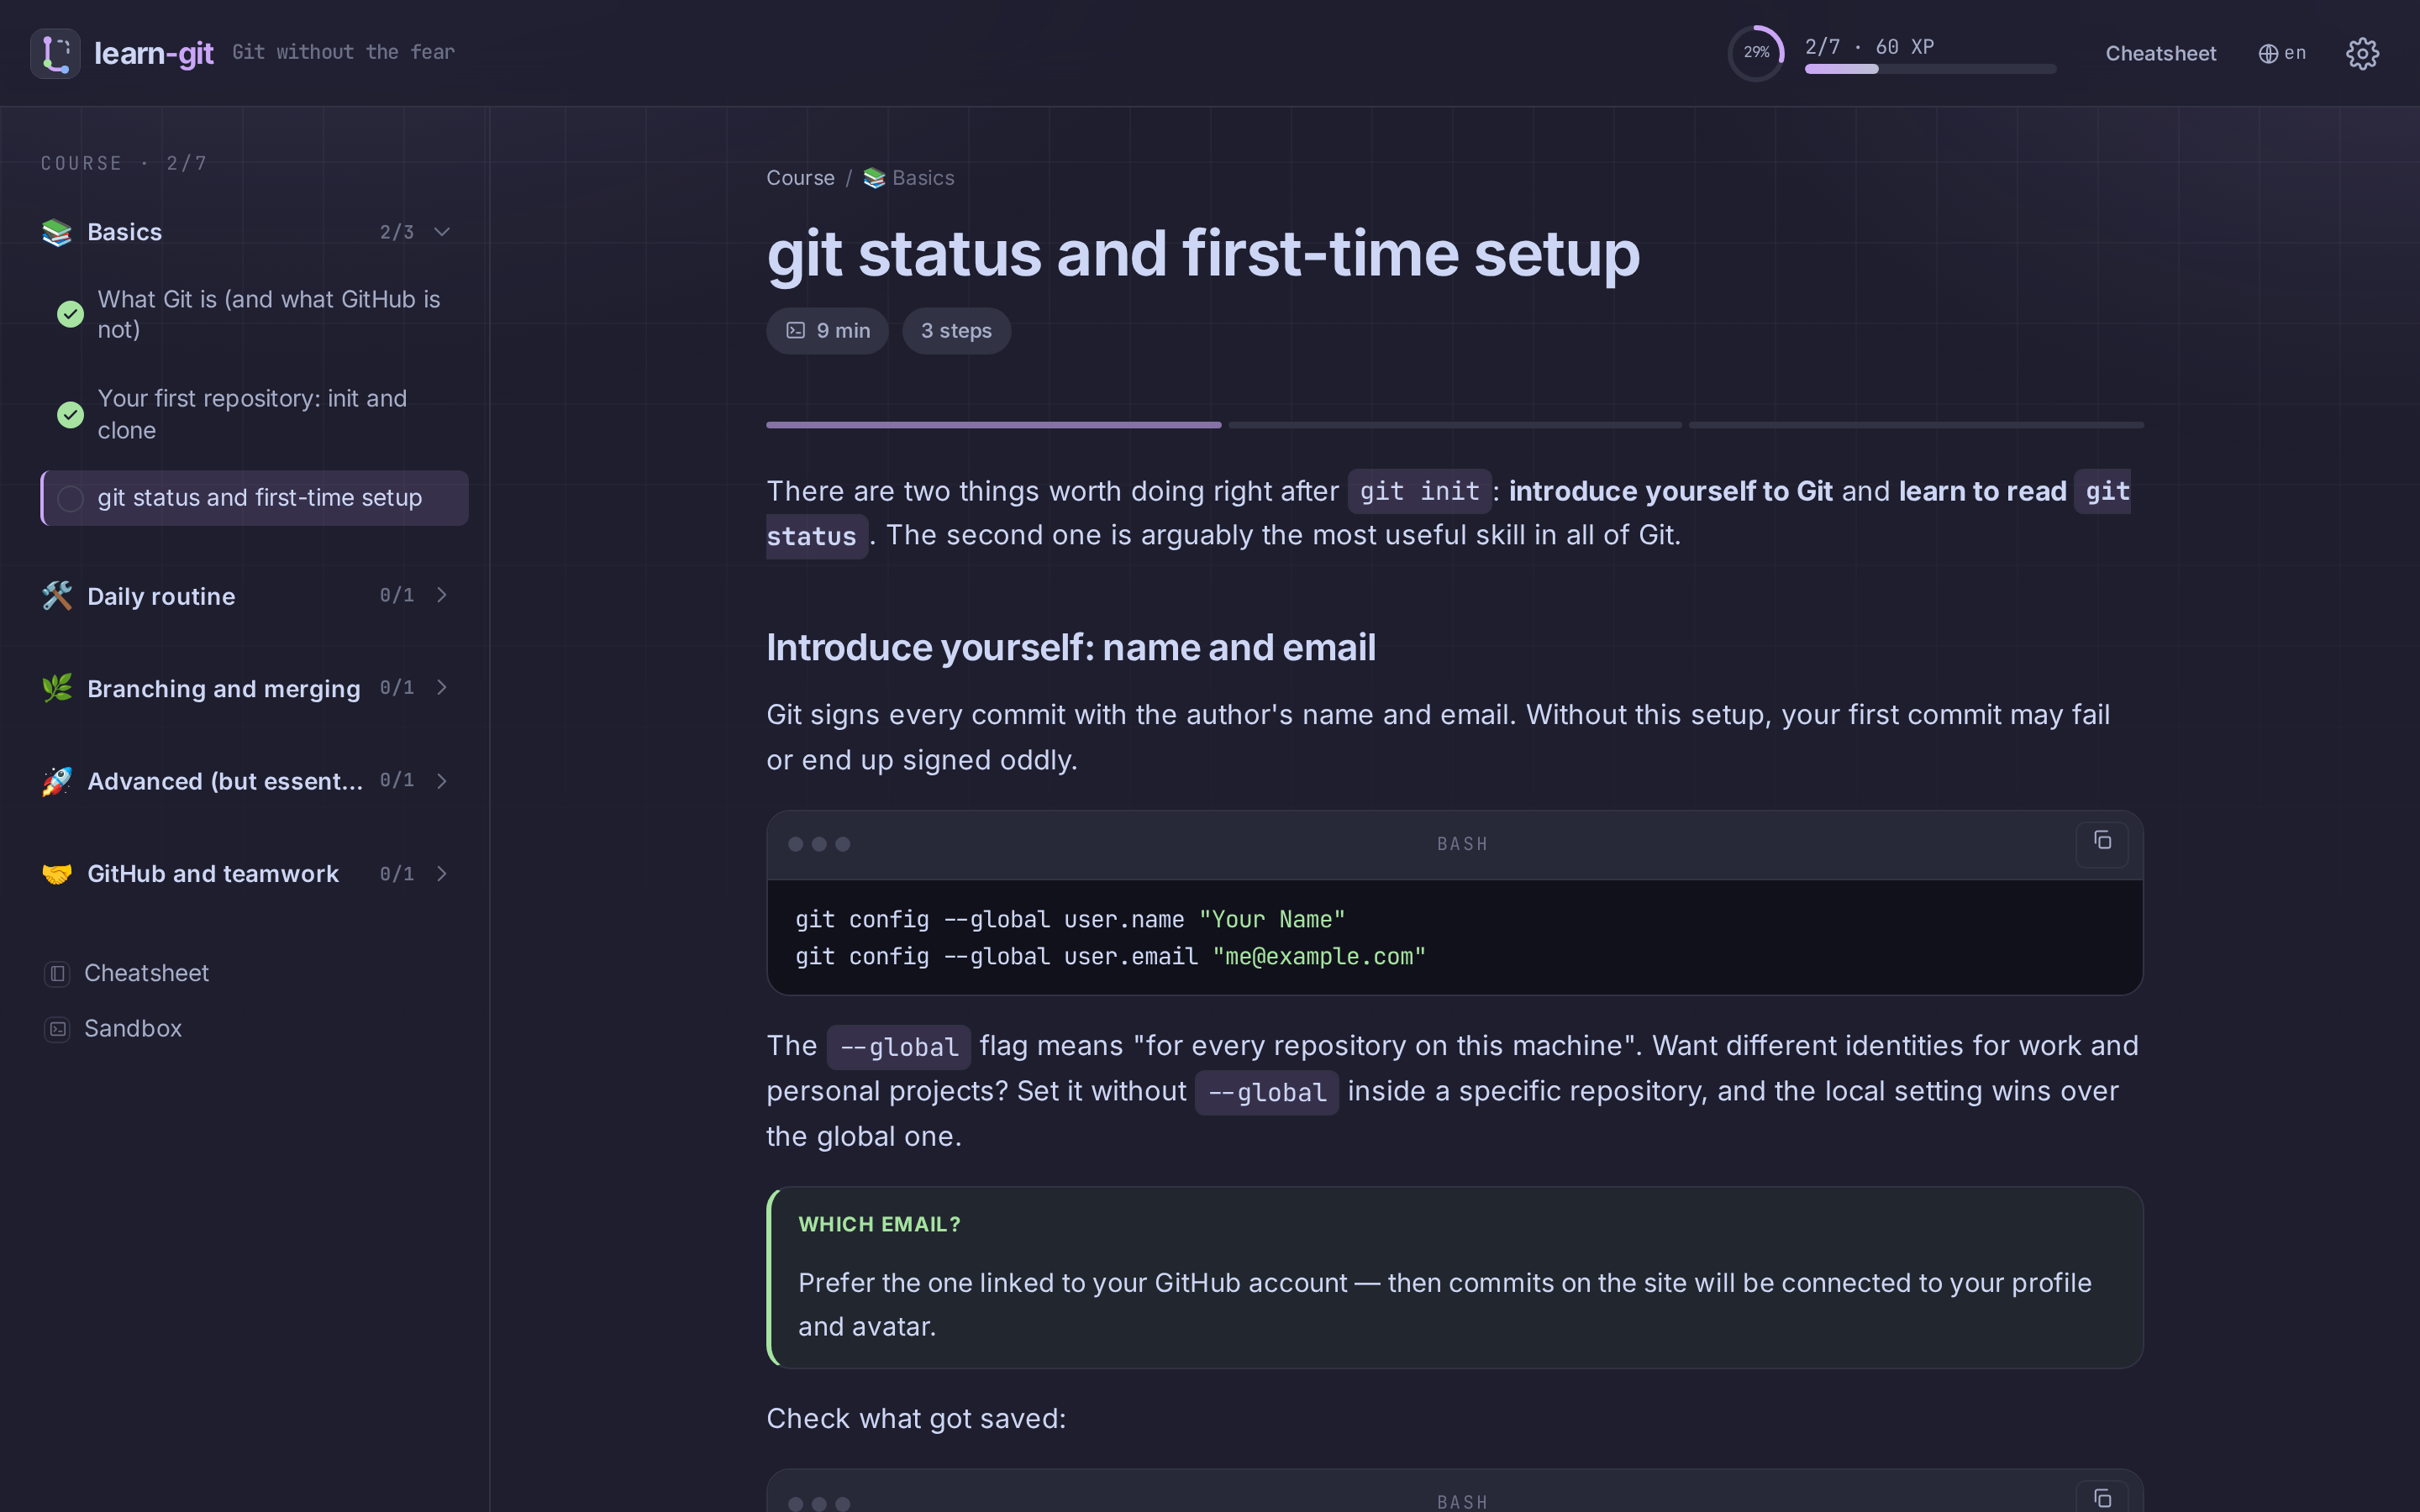 learn-git Git without the fear
29% 2/7 · 60 XP
Cheatsheet
en
COURSE · 2/7
Basics 2/3
What Git is (and what GitHub is
not)
Your first repository: init and
clone
git status and first-time setup
Daily routine 0/1
Branching and merging 0/1
Advanced (but essent... 0/1
GitHub and teamwork 0/1
Cheatsheet
Sandbox
Course / Basics
git status and first-time setup
9 min 3 steps
There are two things worth doing right after git init: introduce yourself to Git and learn to read git
status. The second one is arguably the most useful skill in all of Git.
Introduce yourself: name and email
Git signs every commit with the author's name and email. Without this setup, your first commit may fail
or end up signed oddly.
BASH
git config --global user.name "Your Name"
git config --global user.email "me@example.com"
The --global flag means "for every repository on this machine". Want different identities for work and
personal projects? Set it without --global inside a specific repository, and the local setting wins over
the global one.
WHICH EMAIL?
Prefer the one linked to your GitHub account — then commits on the site will be connected to your profile
and avatar.
Check what got saved:
BASH